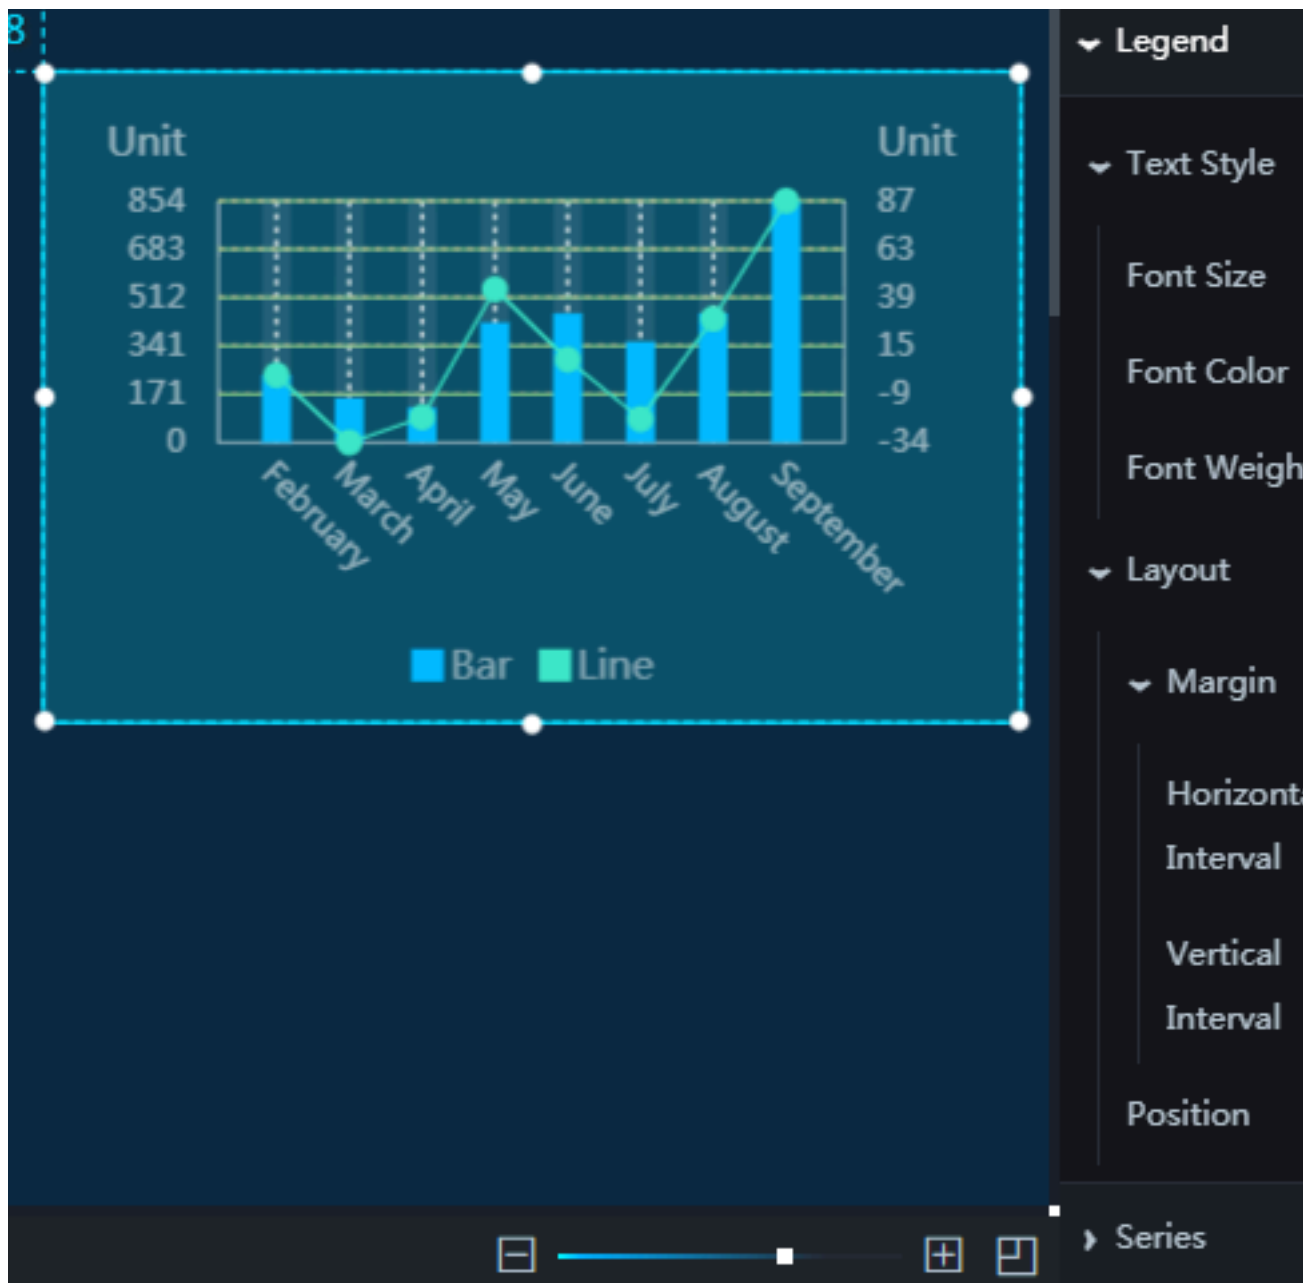 8
Unit Unit
854 87
683 63
512 39
341 15
171 -9
0 -34
February March April May June July August September
Bar Line
Legend
Text Style
Font Size
Font Color
Font Weigh
Layout
Margin
Horizonta
Interval
Vertical
Interval
Position
Series